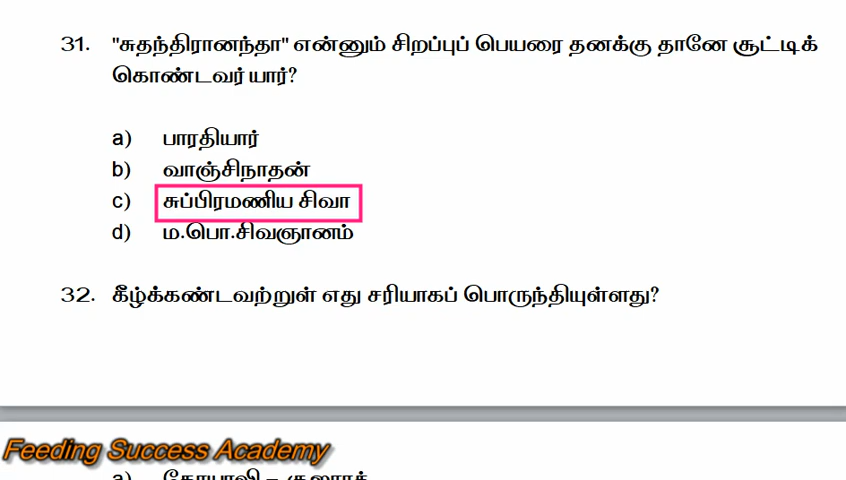 31. "சுதந்திரானந்தா" என்னும் சிறப்புப் பெயரை தனக்கு தானே சூட்டிக்
கொண்டவர் யார்?
a) பாரதியார்
b) வாஞ்சிநாதன்
c) சுப்பிரமணிய சிவா
d) ம.பொ.சிவஞானம்
32. கீழ்க்கண்டவற்றுள் எது சரியாகப் பொருந்தியுள்ளது?
Feeding Success Academy
a) கோயாலி – குஜராத்